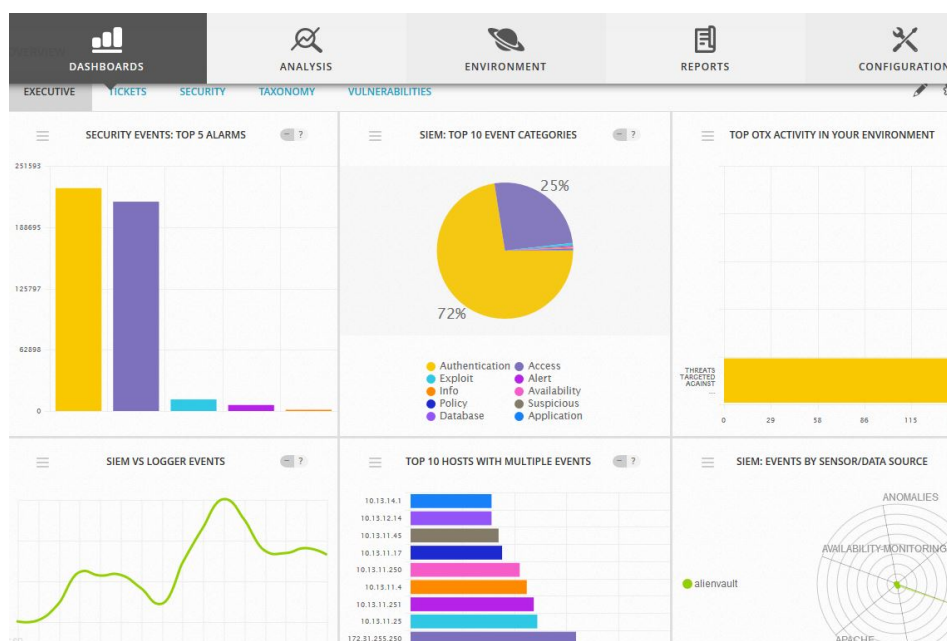 DASHBOARDS
ANALYSIS
ENVIRONMENT
REPORTS
CONFIGURATION
EXECUTIVE
TICKETS
SECURITY
TAXONOMY
VULNERABILITIES
SECURITY EVENTS: TOP 5 ALARMS
– ?
251593
188695
125797
62898
0
SIEM: TOP 10 EVENT CATEGORIES
– ?
25%
72%
Authentication Access
Exploit Alert
Info Availability
Policy Suspicious
Database Application
TOP OTX ACTIVITY IN YOUR ENVIRONMENT
THREATS
TARGETED
AGAINST
...
0 29 58 86 115
SIEM VS LOGGER EVENTS
– ?
TOP 10 HOSTS WITH MULTIPLE EVENTS
– ?
10.13.14.1
10.13.12.14
10.13.11.45
10.13.11.17
10.13.11.250
10.13.11.4
10.13.11.251
10.13.11.25
172.31.255.250
SIEM: EVENTS BY SENSOR/DATA SOURCE
ANOMALIES
AVAILABILITY-MONITORING
alienvault
APACHE